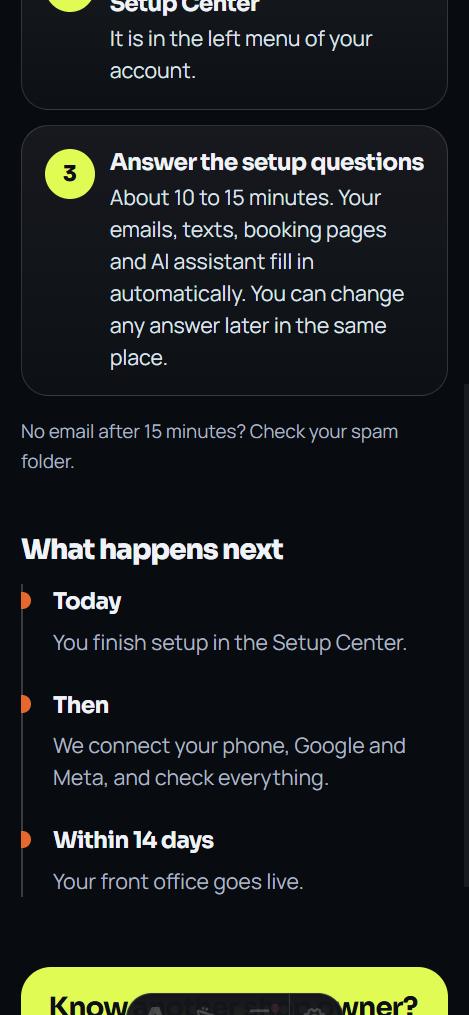 Setup Center
It is in the left menu of your
account.
3
Answer the setup questions
About 10 to 15 minutes. Your
emails, texts, booking pages
and AI assistant fill in
automatically. You can change
any answer later in the same
place.
No email after 15 minutes? Check your spam
folder.
What happens next
Today
You finish setup in the Setup Center.
Then
We connect your phone, Google and
Meta, and check everything.
Within 14 days
Your front office goes live.
Know owner?